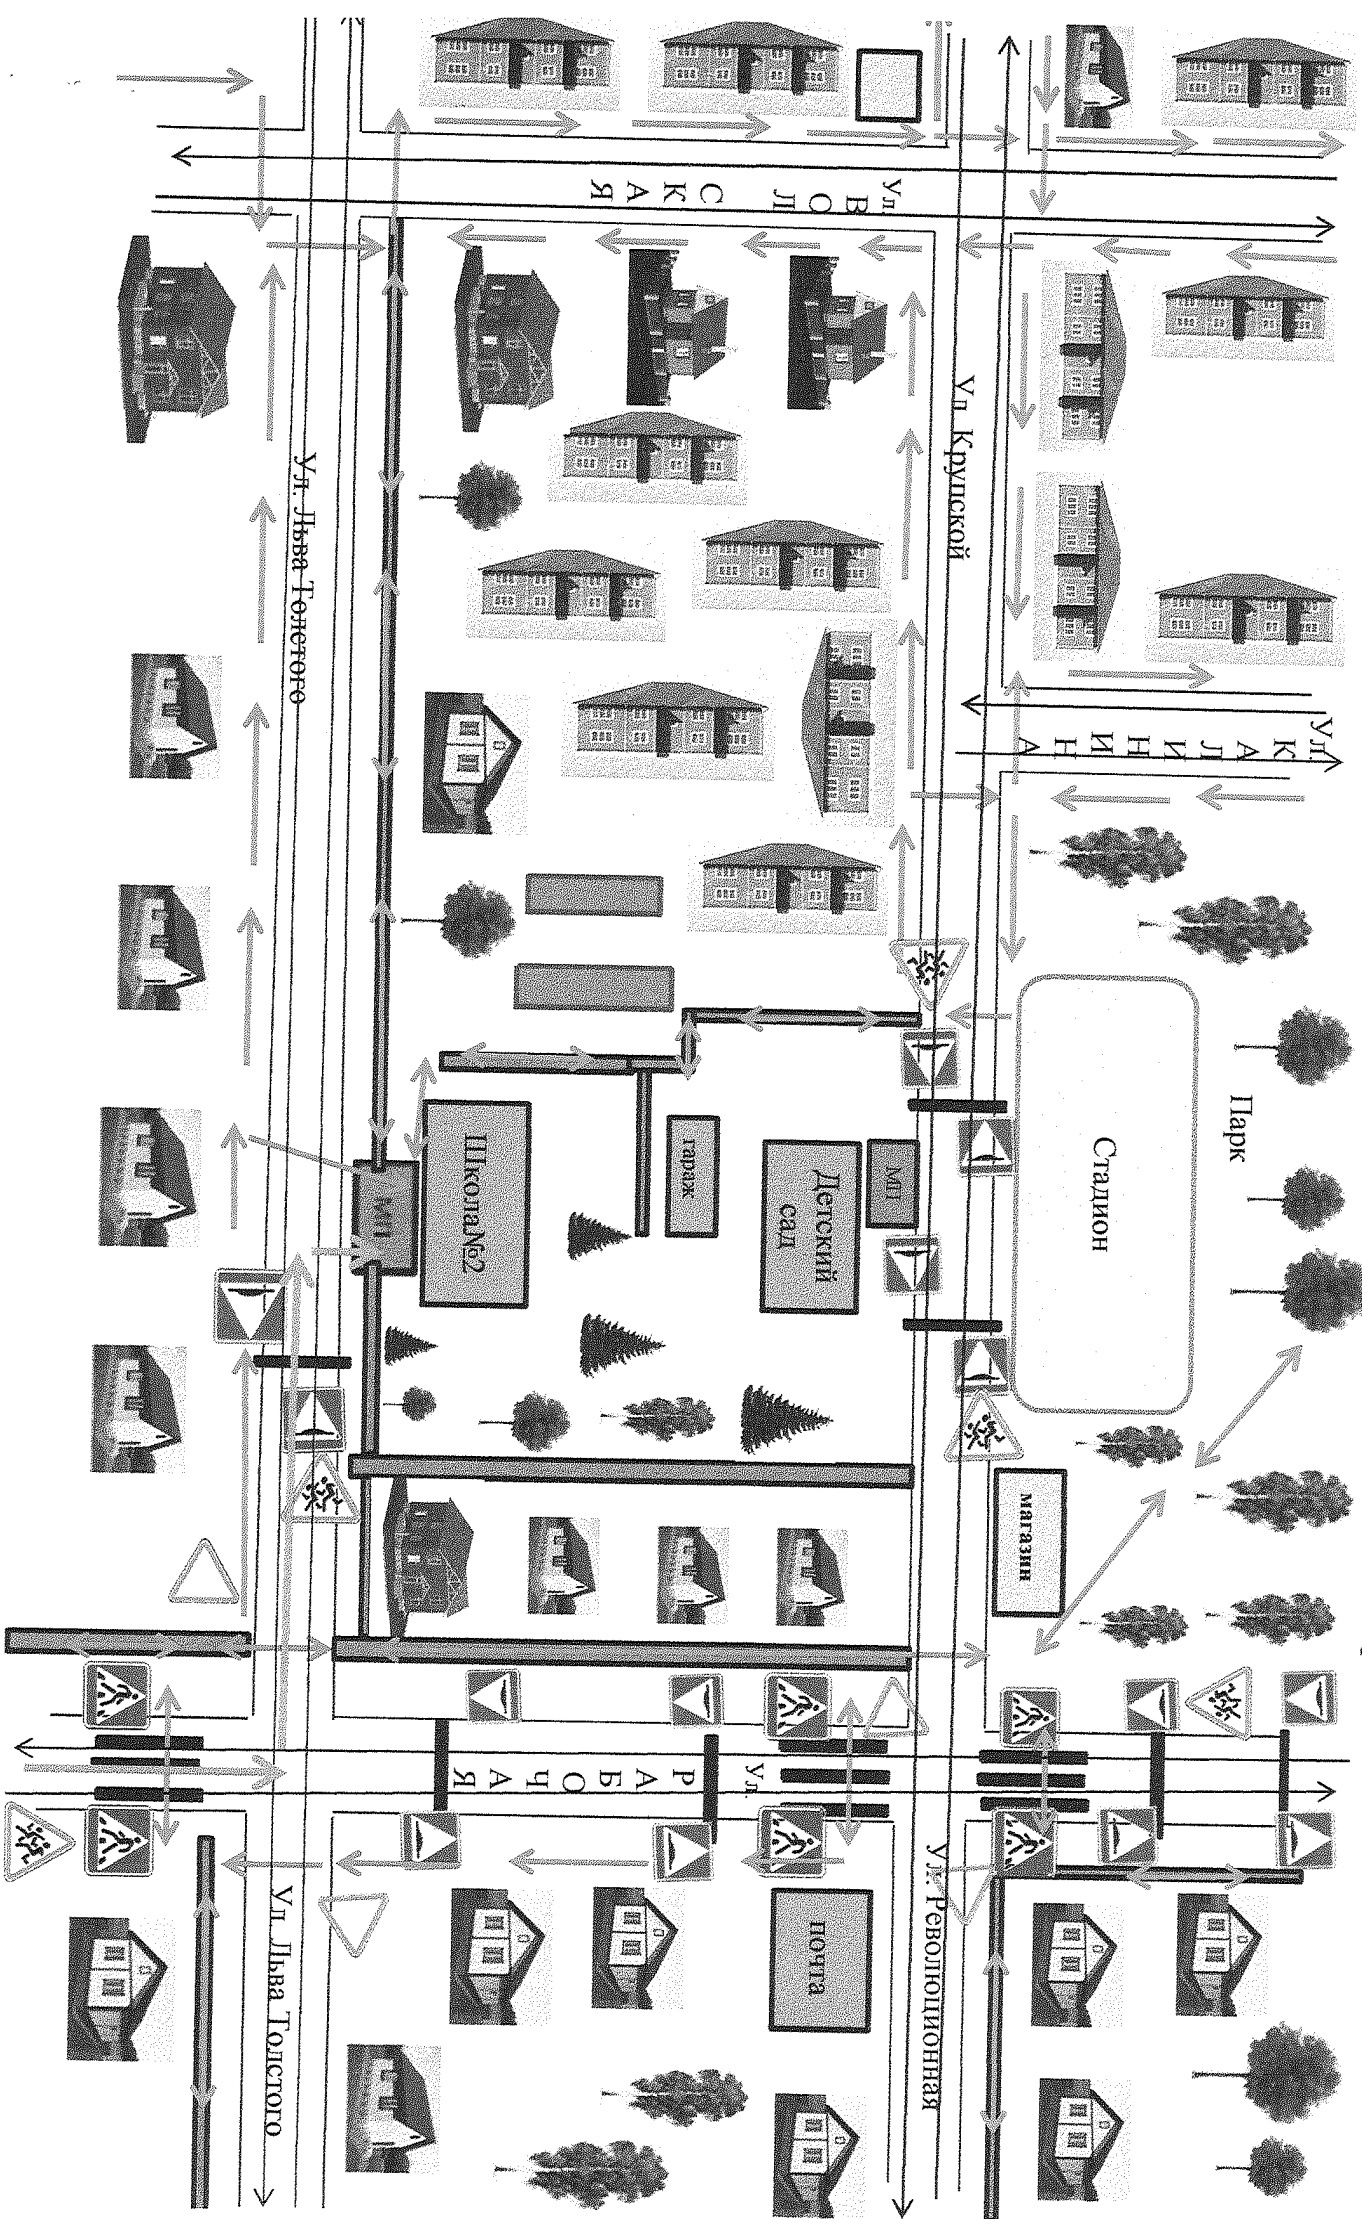 Ул. КАЛИНИНА
Парк
Стадион
магазин
Ул. Крупской
Ул. Революционная
Ул. ВОЛСКАЯ
МП
Детский
сад
гараж
почта
Ул. РАБОЧАЯ
Школа№2
МП
Ул. Льва Толстого
Ул. Льва Толстого